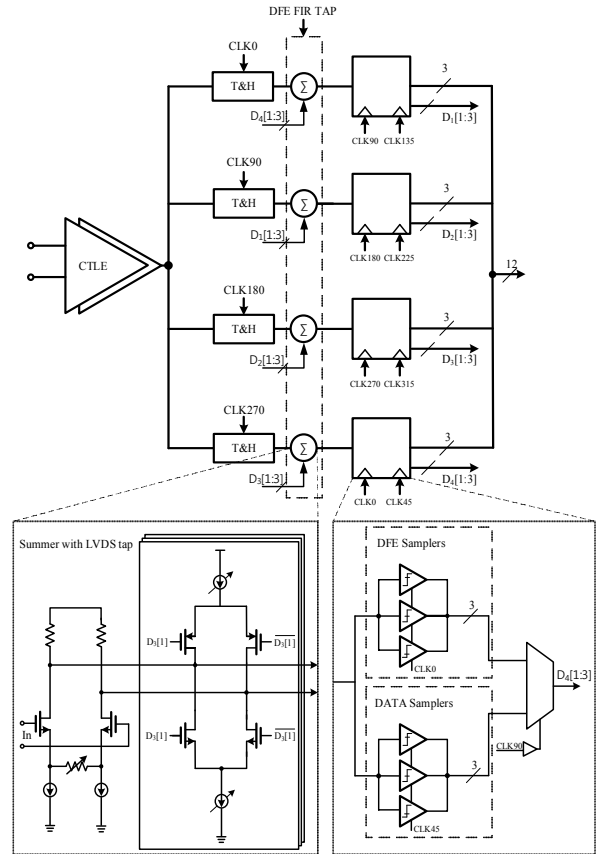 DFE FIR TAP
CLK0
T&H
Σ
D4[1:3]
3
D1[1:3]
CLK90 CLK135
CLK90
T&H
Σ
D1[1:3]
3
D2[1:3]
CLK180 CLK225
CTLE
12
CLK180
T&H
Σ
D2[1:3]
3
D3[1:3]
CLK270 CLK315
CLK270
T&H
Σ
D3[1:3]
3
D4[1:3]
CLK0 CLK45
Summer with LVDS tap
D3[1]
D3[1]
D3[1]
D3[1]
In
DFE Samplers
3
CLK0
D4[1:3]
DATA Samplers
CLK90
3
CLK45